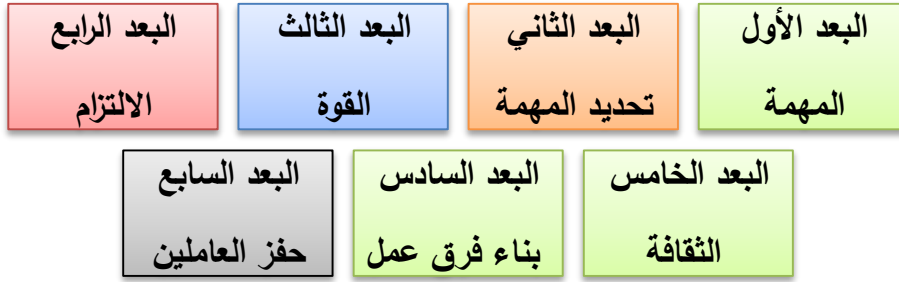 البعد الأول
المهمة
البعد الثاني
تحديد المهمة
البعد الثالث
القوة
البعد الرابع
الالتزام
البعد الخامس
الثقافة
البعد السادس
بناء فرق عمل
البعد السابع
حفز العاملين